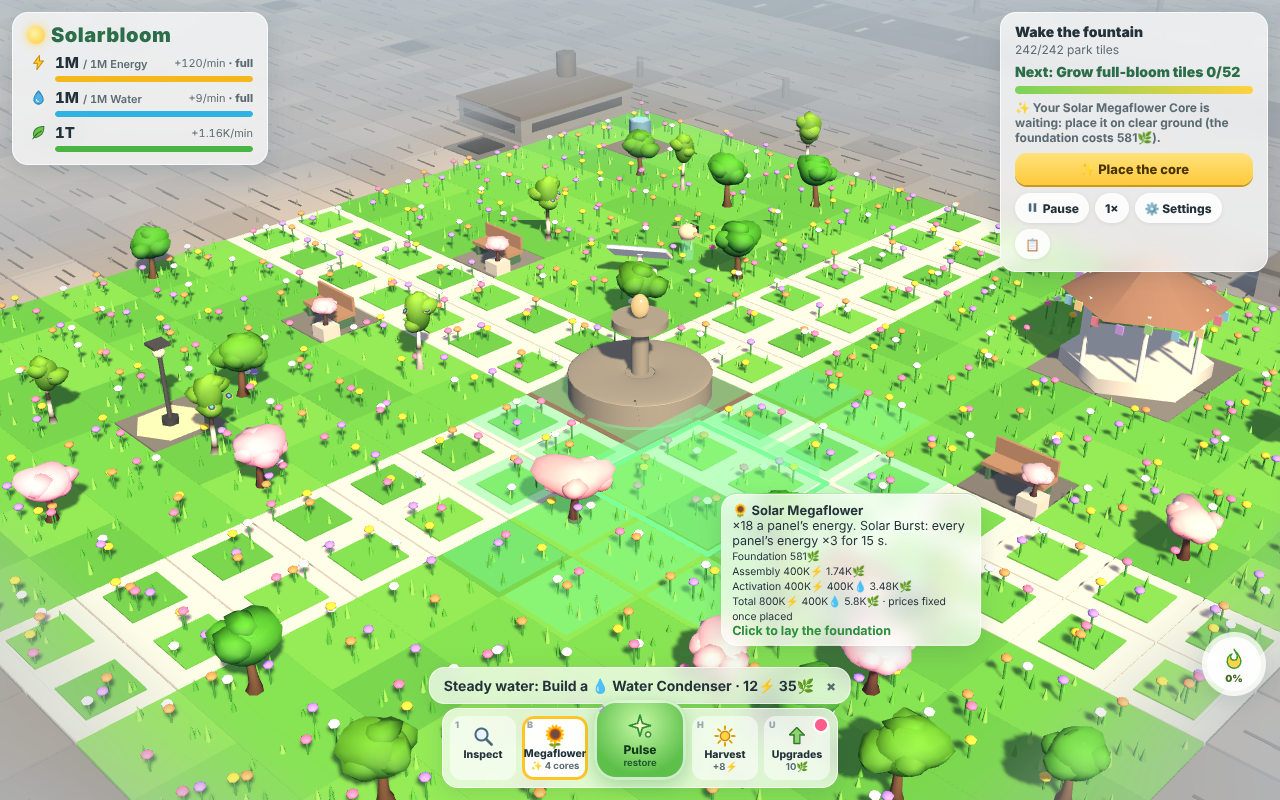 Solarbloom
1M / 1M Energy +120/min · full
1M / 1M Water +9/min · full
1T +1.16K/min
Wake the fountain
242/242 park tiles
Next: Grow full-bloom tiles 0/52
✨ Your Solar Megaflower Core is
waiting: place it on clear ground (the
foundation costs 581🌿).
✨ Place the core
⏸ Pause
1×
⚙️ Settings
📋
🌻 Solar Megaflower
×18 a panel's energy. Solar Burst: every
panel's energy ×3 for 15 s.
Foundation 581🌿
Assembly 400K⚡ 1.74K🌿
Activation 400K⚡ 400K💧 3.48K🌿
Total 800K⚡ 400K💧 5.8K🌿 · prices fixed
once placed
Click to lay the foundation
0%
Steady water: Build a 💧 Water Condenser · 12⚡ 35🌿 ✖
1
Inspect
B
Megaflower
✨ 4 cores
Pulse
restore
H
Harvest
+8⚡
U
Upgrades
10🌿